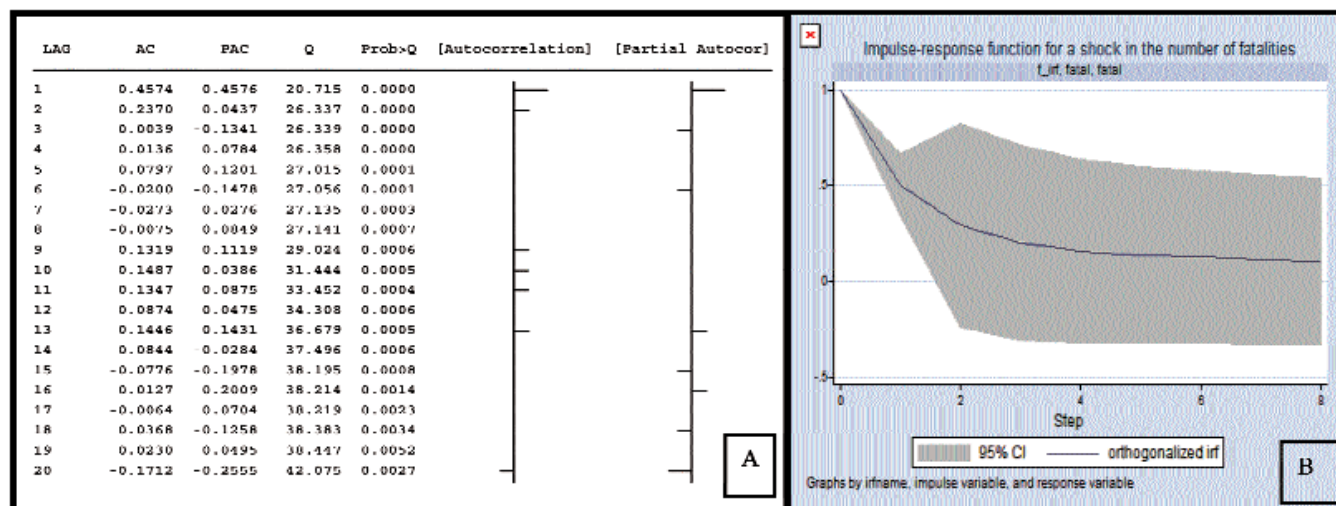 LAG AC PAC Q Prob>Q [Autocorrelation] [Partial Autocor]
1 0.4574 0.4576 20.715 0.0000
2 0.2370 0.0437 26.337 0.0000
3 0.0039 -0.1341 26.339 0.0000
4 0.0136 0.0784 26.358 0.0000
5 0.0797 0.1201 27.015 0.0001
6 -0.0200 -0.1478 27.056 0.0001
7 -0.0273 0.0276 27.135 0.0003
8 -0.0075 0.0849 27.141 0.0007
9 0.1319 0.1119 29.024 0.0006
10 0.1487 0.0386 31.444 0.0005
11 0.1347 0.0875 33.452 0.0004
12 0.0874 0.0475 34.308 0.0006
13 0.1446 0.1431 36.679 0.0005
14 0.0844 -0.0284 37.496 0.0006
15 -0.0776 -0.1978 38.195 0.0008
16 0.0127 0.2009 38.214 0.0014
17 -0.0064 0.0704 38.219 0.0023
18 0.0368 -0.1258 38.383 0.0034
19 0.0230 0.0495 38.447 0.0052
20 -0.1712 -0.2555 42.075 0.0027
A
Impulse-response function for a shock in the number of fatalities
f_irf, fatal, fatal
1
.5
0
-.5
0 2 4 6 8
Step
95% CI orthogonalized irf
Graphs by irfname, impulse variable, and response variable
B